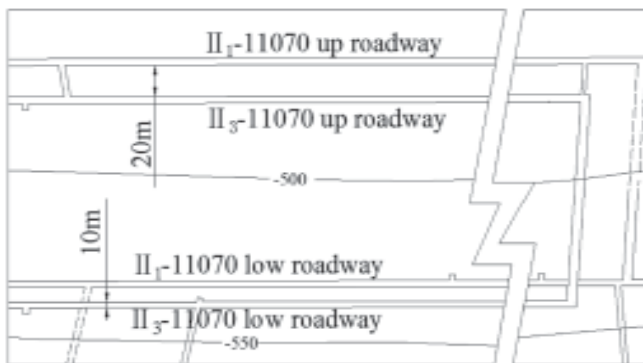 Ⅱ₁-11070 up roadway
Ⅱ₃-11070 up roadway
20m
-500
10m
Ⅱ₁-11070 low roadway
Ⅱ₃-11070 low roadway
-550